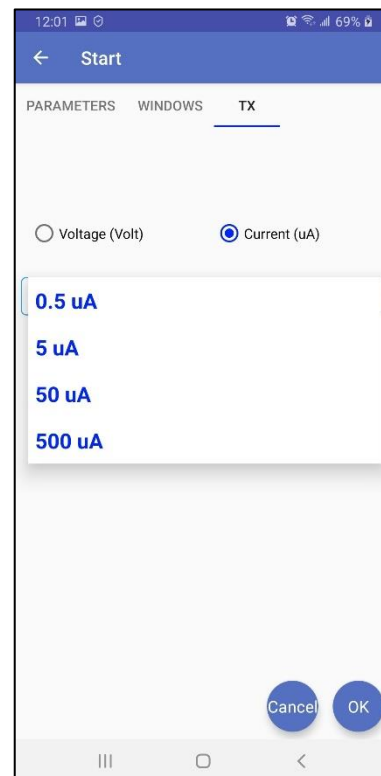 12:01 69%
Start
PARAMETERS WINDOWS TX
Voltage (Volt) Current (uA)
0.5 uA
5 uA
50 uA
500 uA
Cancel OK